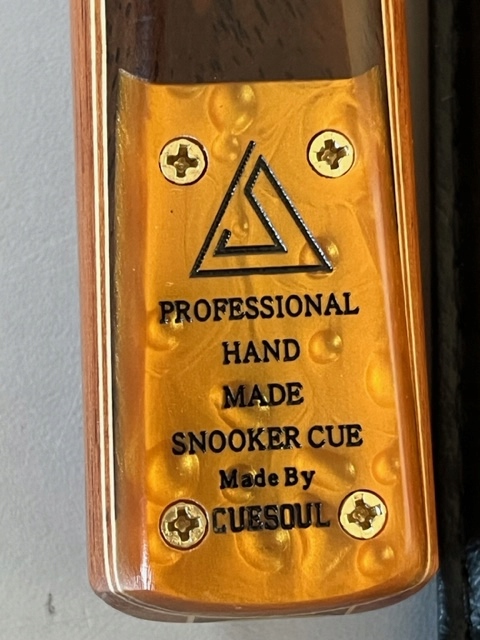 PROFESSIONAL
HAND
MADE
SNOOKER CUE
Made By
CUESOUL